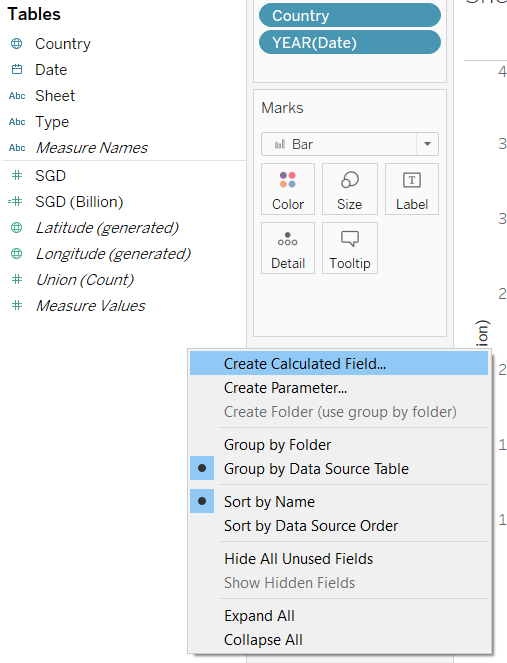 Tables
Country
Date
Abc Sheet
Abc Type
Abc Measure Names
SGD
SGD (Billion)
Latitude (generated)
Longitude (generated)
Union (Count)
Measure Values
Country
YEAR(Date)
Marks
Bar
Color
Size
Label
Detail
Tooltip
4
3
3
2
2
1
1
ion)
Create Calculated Field...
Create Parameter...
Create Folder (use group by folder)
Group by Folder
Group by Data Source Table
Sort by Name
Sort by Data Source Order
Hide All Unused Fields
Show Hidden Fields
Expand All
Collapse All